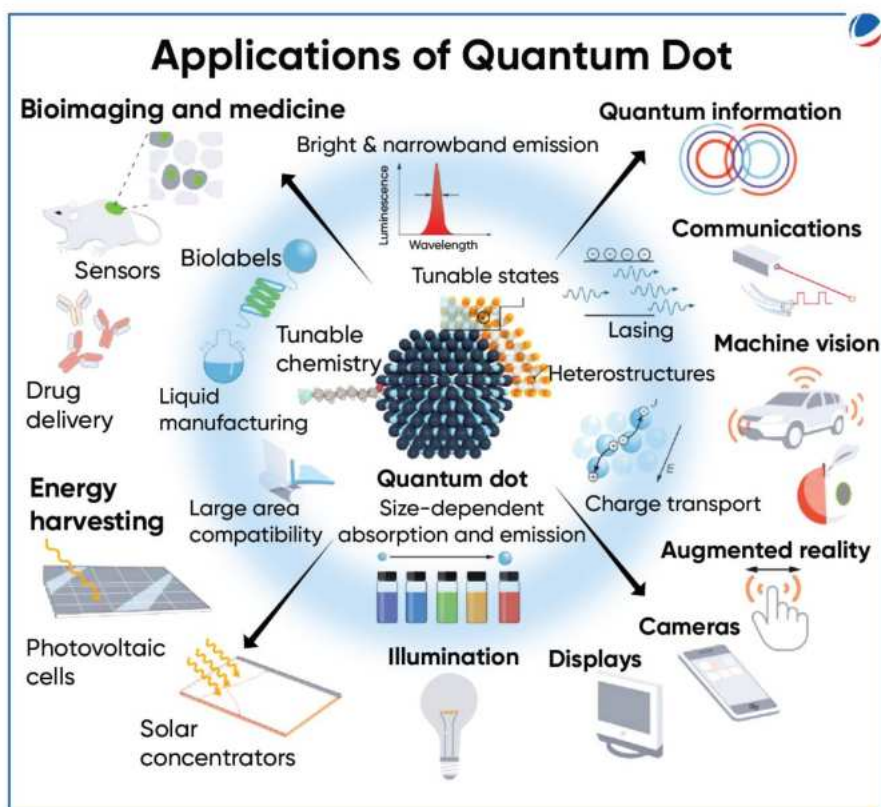 Applications of Quantum Dot
Bioimaging and medicine
Sensors
Drug
delivery
Bright & narrowband emission
Luminescence
Wavelength
Quantum information
Communications
Machine vision
Augmented reality
Cameras
Displays
Illumination
Energy
harvesting
Photovoltaic
cells
Solar
concentrators
Biolabels
Tunable
chemistry
Liquid
manufacturing
Large area
compatibility
Tunable states
Lasing
Heterostructures
J
E
Charge transport
Quantum dot
Size-dependent
absorption and emission